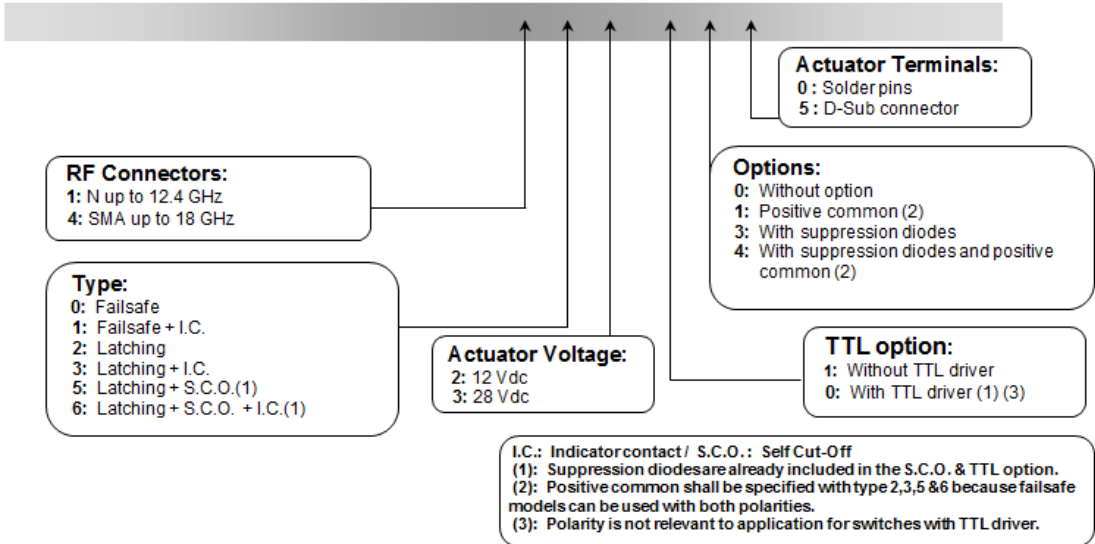 Actuator Terminals:
0 : Solder pins
5 : D-Sub connector
RF Connectors:
1: N up to 12.4 GHz
4: SMA up to 18 GHz
Options:
0: Without option
1: Positive common (2)
3: With suppression diodes
4: With suppression diodes and positive
common (2)
Type:
0: Failsafe
1: Failsafe + I.C.
2: Latching
3: Latching + I.C.
5: Latching + S.C.O.(1)
6: Latching + S.C.O. + I.C.(1)
Actuator Voltage:
2: 12 Vdc
3: 28 Vdc
TTL option:
1: Without TTL driver
0: With TTL driver (1) (3)
I.C.: Indicator contact / S.C.O. : Self Cut-Off
(1): Suppression diodes are already included in the S.C.O. & TTL option.
(2): Positive common shall be specified with type 2,3,5 &6 because failsafe
models can be used with both polarities.
(3): Polarity is not relevant to application for switches with TTL driver.